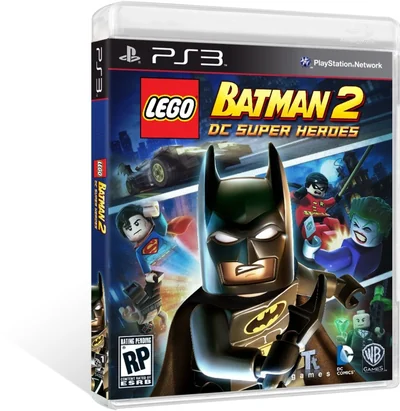 PS3
PlayStation Network
LEGO
BATMAN 2
DC SUPER HEROES
PS3
LEGO
BATMAN 2
DC SUPER HEROES
RATING PENDING
RP
ESRB
games
DC
COMICS
WB
GAMES